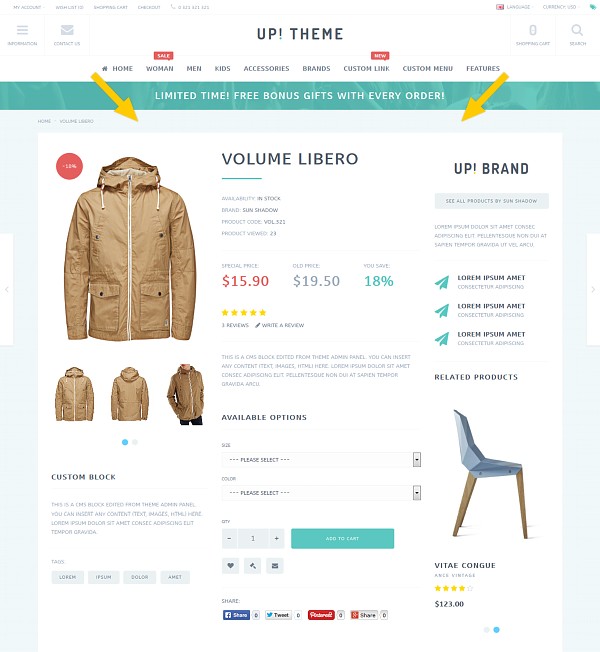 MY ACCOUNT
WISH LIST (0)
SHOPPING CART
CHECKOUT
0 321 321 321
LANGUAGE
CURRENCY: USD
INFORMATION
CONTACT US
UP! THEME
SHOPPING CART
SEARCH
SALE
NEW
HOME WOMAN MEN KIDS ACCESSORIES BRANDS CUSTOM LINK CUSTOM MENU FEATURES
LIMITED TIME! FREE BONUS GIFTS WITH EVERY ORDER!
HOME VOLUME LIBERO
-18%
CUSTOM BLOCK
THIS IS A CMS BLOCK EDITED FROM THEME ADMIN PANEL.
YOU CAN INSERT ANY CONTENT (TEXT, IMAGES, HTML) HERE.
LOREM IPSUM DOLOR SIT AMET, CONSECTETUR ADIPISCING
ELIT. PELLENTESQUE NON DUI AT SAPIEN
TEMPOR GRAVIDA.
TAGS:
LOREM IPSUM DOLOR AMET
VOLUME LIBERO
AVAILABILITY: IN STOCK
BRAND: SUN SHADOW
PRODUCT CODE: VOL.321
PRODUCT VIEWED: 23
SPECIAL PRICE: OLD PRICE: YOU SAVE:
$15.90 $19.50 18%
3 REVIEWS WRITE A REVIEW
THIS IS A CMS BLOCK EDITED FROM THEME ADMIN PANEL. YOU CAN INSERT
ANY CONTENT (TEXT, IMAGES, HTML) HERE. LOREM IPSUM DOLOR SIT AMET,
CONSECTETUR ADIPISCING ELIT. PELLENTESQUE NON DUI AT SAPIEN TEMPOR
GRAVIDA ARCU.
AVAILABLE OPTIONS
SIZE
--- PLEASE SELECT ---
COLOR
--- PLEASE SELECT ---
QTY
- 1 +
ADD TO CART
SHARE:
Share 0 Tweet 0 Pinterest 0 Share 0
UP! BRAND
SEE ALL PRODUCTS BY SUN SHADOW
LOREM IPSUM DOLOR SIT AMET, CONSECTETUR
ADIPISCING ELIT. PELLENTESQUE NON DUI AT
SAPIEN TEMPOR GRAVIDA UT VEL ARCU.
LOREM IPSUM AMET
CONSECTETUR ADIPISCING
LOREM IPSUM AMET
CONSECTETUR ADIPISCING
LOREM IPSUM AMET
CONSECTETUR ADIPISCING
RELATED PRODUCTS
VITAE CONGUE
VINTAGE
$123.00